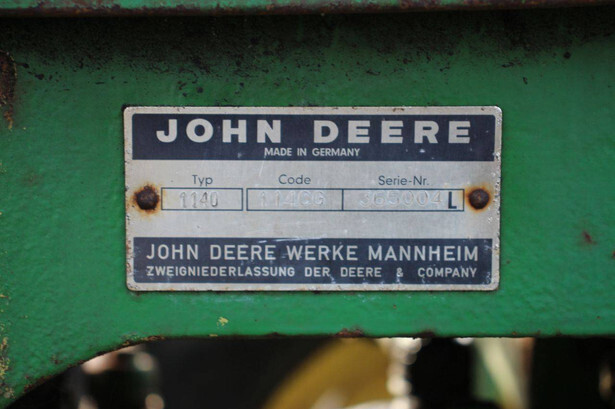 JOHN DEERE
MADE IN GERMANY
Typ Code Serie-Nr.
1140 L
JOHN DEERE WERKE MANNHEIM
ZWEIGNIEDERLASSUNG DER DEERE & COMPANY